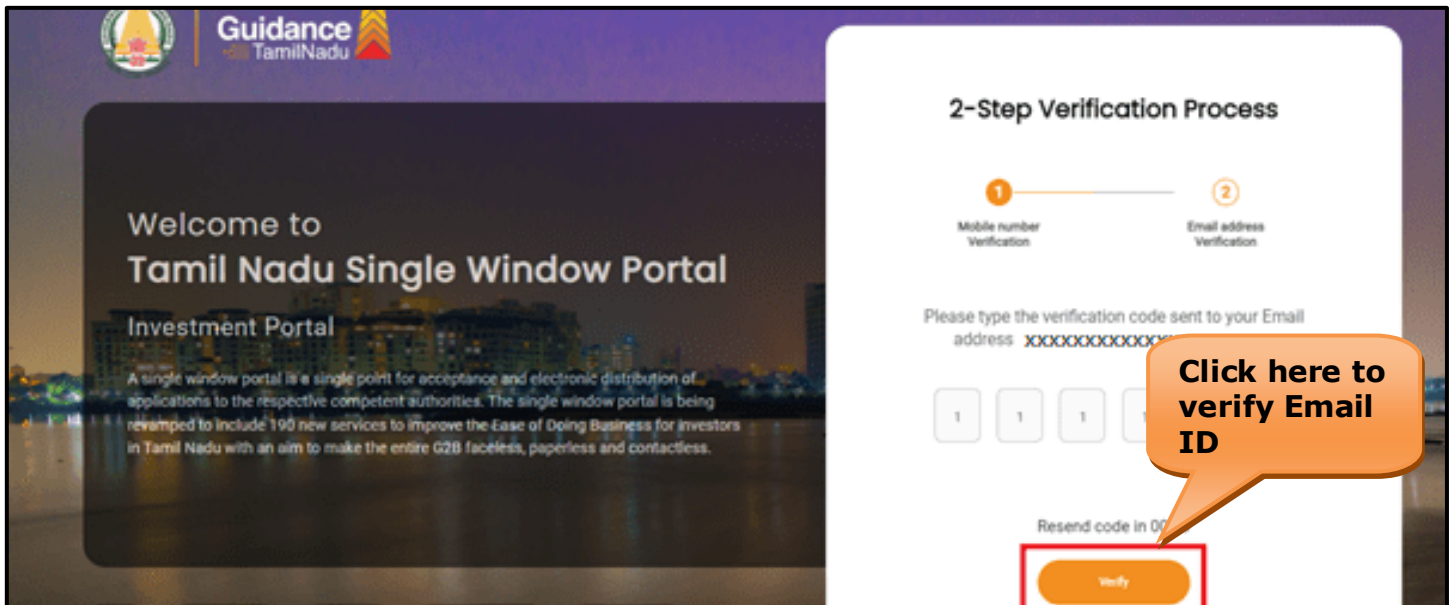 Guidance
TamilNadu
Welcome to
Tamil Nadu Single Window Portal
Investment Portal
A single window portal is a single point for acceptance and electronic distribution of
applications to the respective competent authorities. The single window portal is being
revamped to include 190 new services to improve the Ease of Doing Business for investors
in Tamil Nadu with an aim to make the entire G2B faceless, paperless and contactless.
2-Step Verification Process
1 2
Mobile number
Verification
Email address
Verification
Please type the verification code sent to your Email
address XXXXXXXXXXXX
1 1 1 1
Click here to
verify Email
ID
Resend code in
Verify